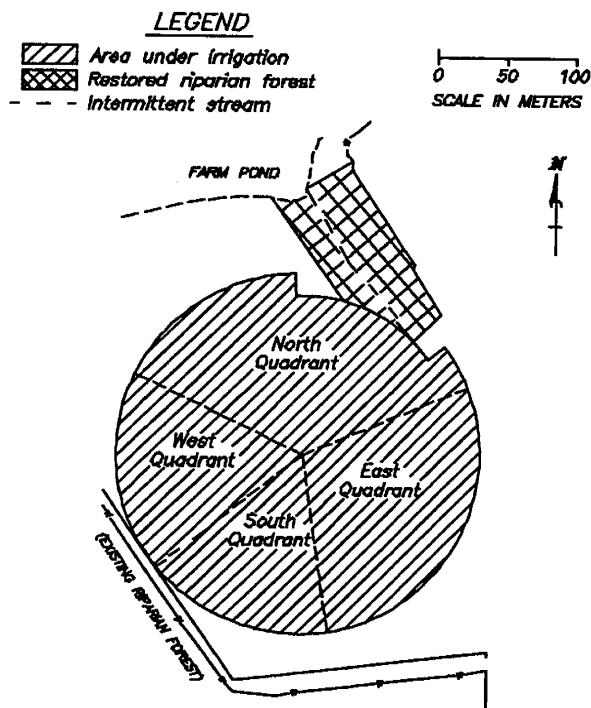 LEGEND
Area under irrigation
Restored riparian forest
Intermittent stream
0 50 100
SCALE IN METERS
N
FARM POND
North
Quadrant
West
Quadrant
East
Quadrant
South
Quadrant
(EXISTING RIPARIAN FOREST)